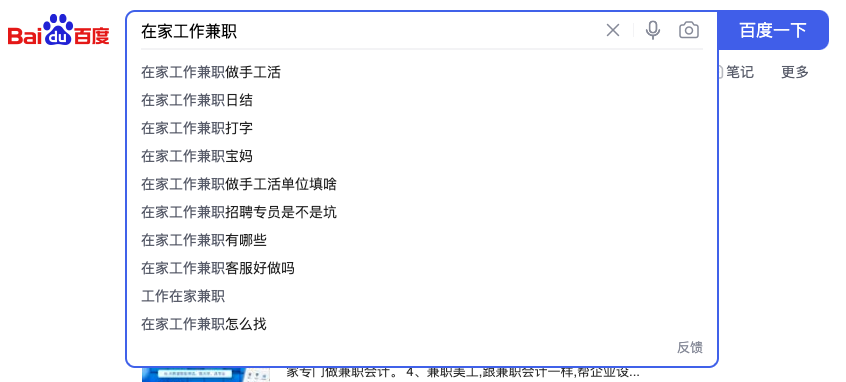 Bai du 百度
在家工作兼职
百度一下
在家工作兼职做手工活
笔记
更多
在家工作兼职日结
在家工作兼职打字
在家工作兼职宝妈
在家工作兼职做手工活单位填啥
在家工作兼职招聘专员是不是坑
在家工作兼职有哪些
在家工作兼职客服好做吗
工作在家兼职
在家工作兼职怎么找
反馈
家专门做兼职会计。 4、兼职美工,跟兼职会计一样,帮企业设...